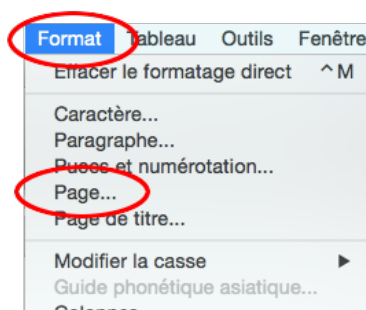 Format Tableau Outils Fenêtre
Effacer le formatage direct ^M
Caractère...
Paragraphe...
Puces et numérotation...
Page...
Page de titre...
Modifier la casse ▶
Guide phonétique asiatique...
Colonnes...